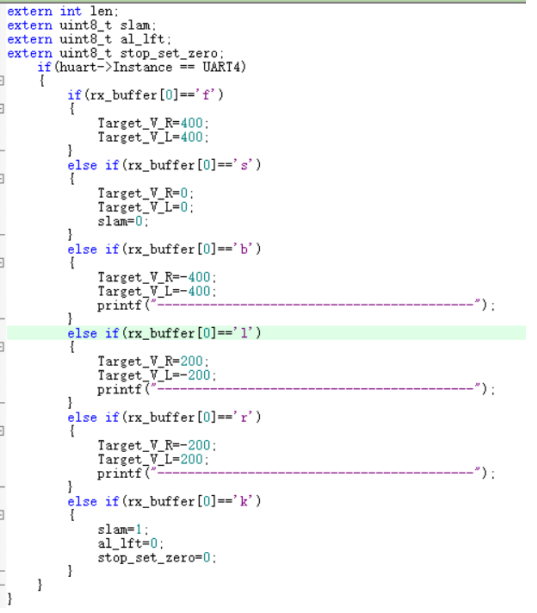 extern int len;
extern uint8_t slam;
extern uint8_t al_lft;
extern uint8_t stop_set_zero;
    if(huart->Instance == UART4)
    {
        if(rx_buffer[0]=='f')
        {
            Target_V_R=400;
            Target_V_L=400;
        }
        else if(rx_buffer[0]=='s')
        {
            Target_V_R=0;
            Target_V_L=0;
            slam=0;
        }
        else if(rx_buffer[0]=='b')
        {
            Target_V_R=-400;
            Target_V_L=-400;
            printf("------------------------------------------");
        }
        else if(rx_buffer[0]=='l')
        {
            Target_V_R=200;
            Target_V_L=-200;
            printf("------------------------------------------");
        }
        else if(rx_buffer[0]=='r')
        {
            Target_V_R=-200;
            Target_V_L=200;
            printf("------------------------------------------");
        }
        else if(rx_buffer[0]=='k')
        {
            slam=1;
            al_lft=0;
            stop_set_zero=0;
        }
    }
}